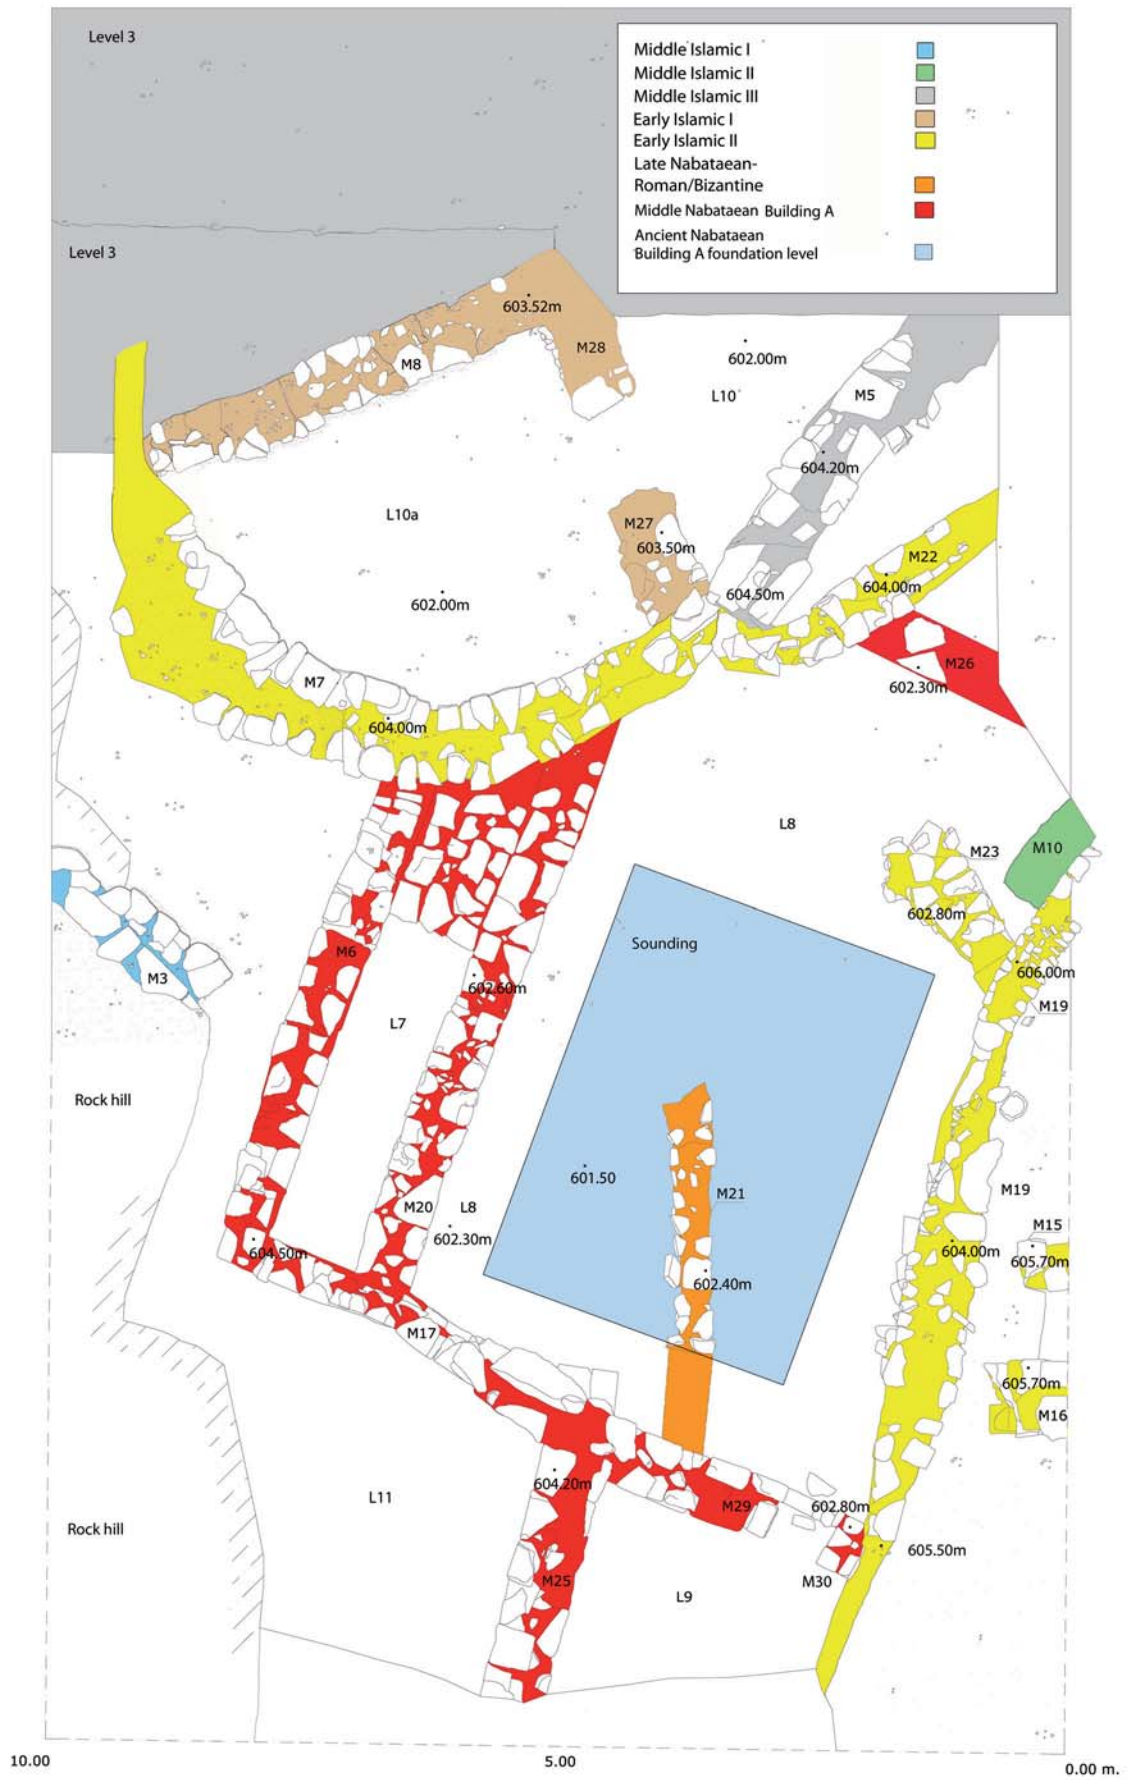 Level 3
Middle Islamic I
Middle Islamic II
Middle Islamic III
Early Islamic I
Early Islamic II
Late Nabataean-
Roman/Bizantine
Middle Nabataean Building A
Ancient Nabataean
Building A foundation level
Level 3
603.52m
M28
M8
602.00m
L10
M5
604.20m
L10a
M27
603.50m
M22
604.00m
604.50m
602.00m
M26
602.30m
M7
604.00m
L8
M10
M23
602.80m
Sounding
M6
606.00m
M3
602.60m
M19
L7
Rock hill
601.50
M19
M21
M20
L8
602.30m
M15
604.50m
604.00m
605.70m
602.40m
M17
605.70m
M16
604.20m
L11
M29
602.80m
Rock hill
605.50m
M25
M30
L9
10.00
5.00
0.00 m.